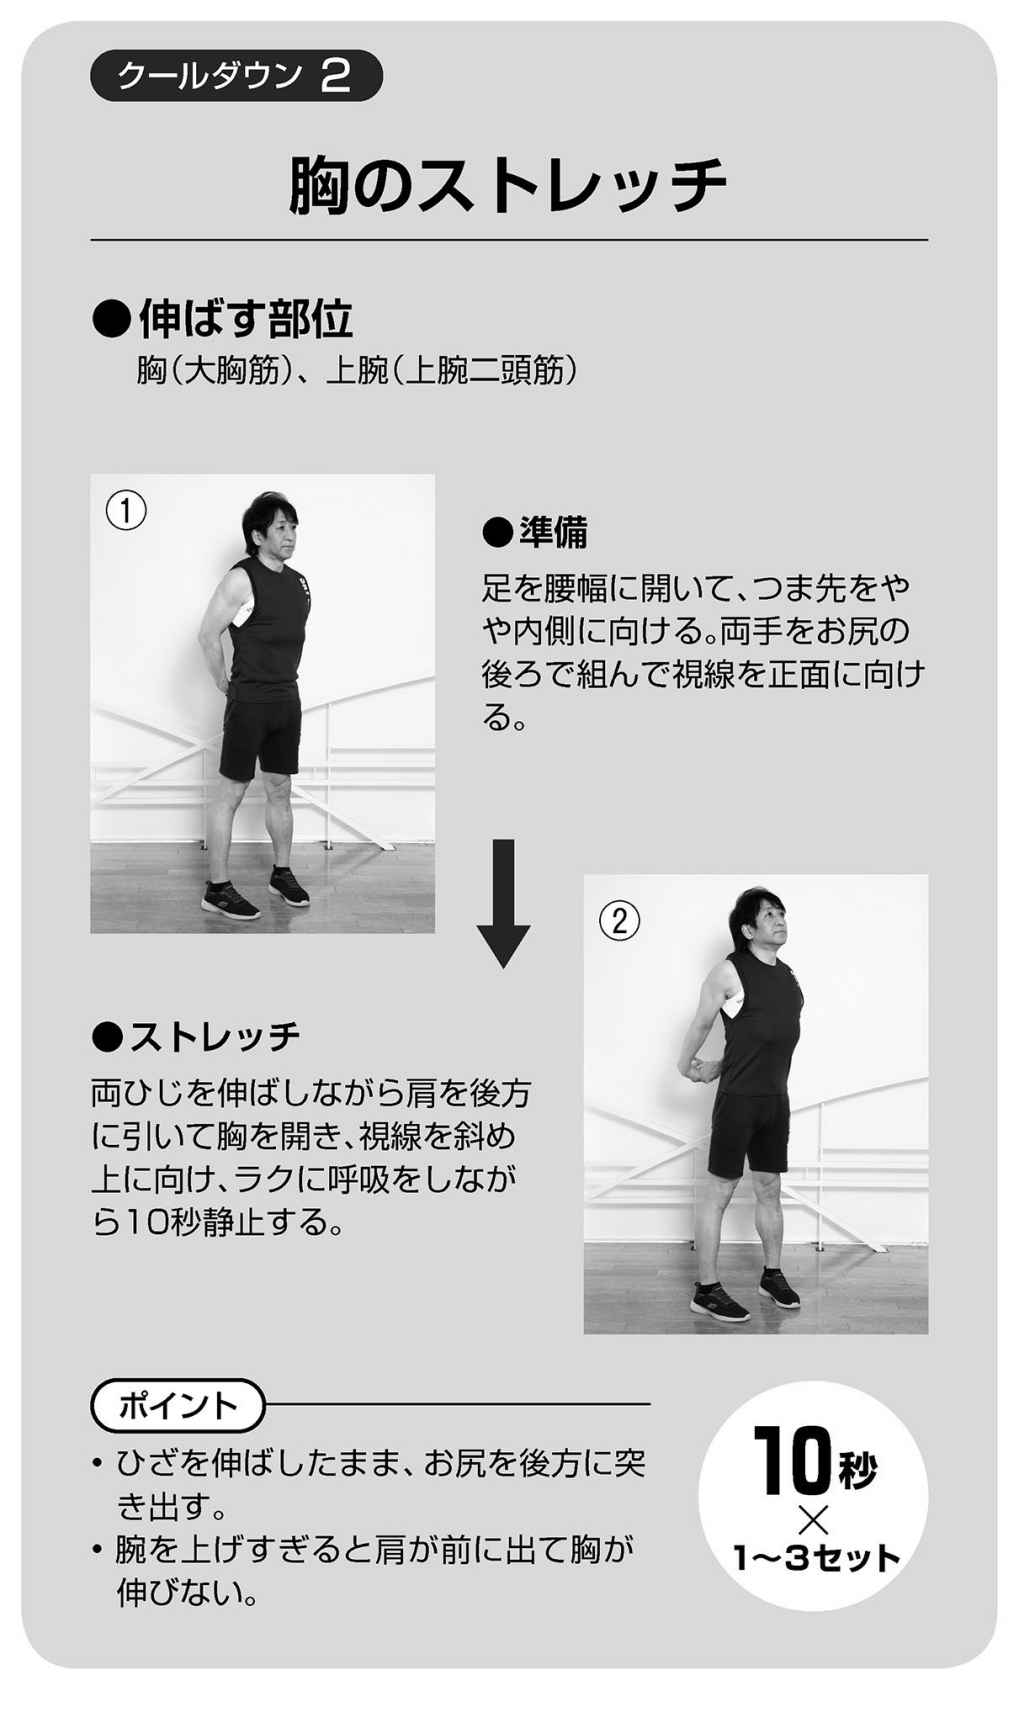 クールダウン 2
胸のストレッチ
●伸ばす部位
胸(大胸筋)、上腕(上腕二頭筋)
①
●準備
足を腰幅に開いて、つま先をや
や内側に向ける。両手をお尻の
後ろで組んで視線を正面に向け
る。
②
●ストレッチ
両ひじを伸ばしながら肩を後方
に引いて胸を開き、視線を斜め
上に向け、ラクに呼吸をしなが
ら10秒静止する。
ポイント
・ひざを伸ばしたまま、お尻を後方に突
き出す。
・腕を上げすぎると肩が前に出て胸が
伸びない。
10秒
×
1〜3セット